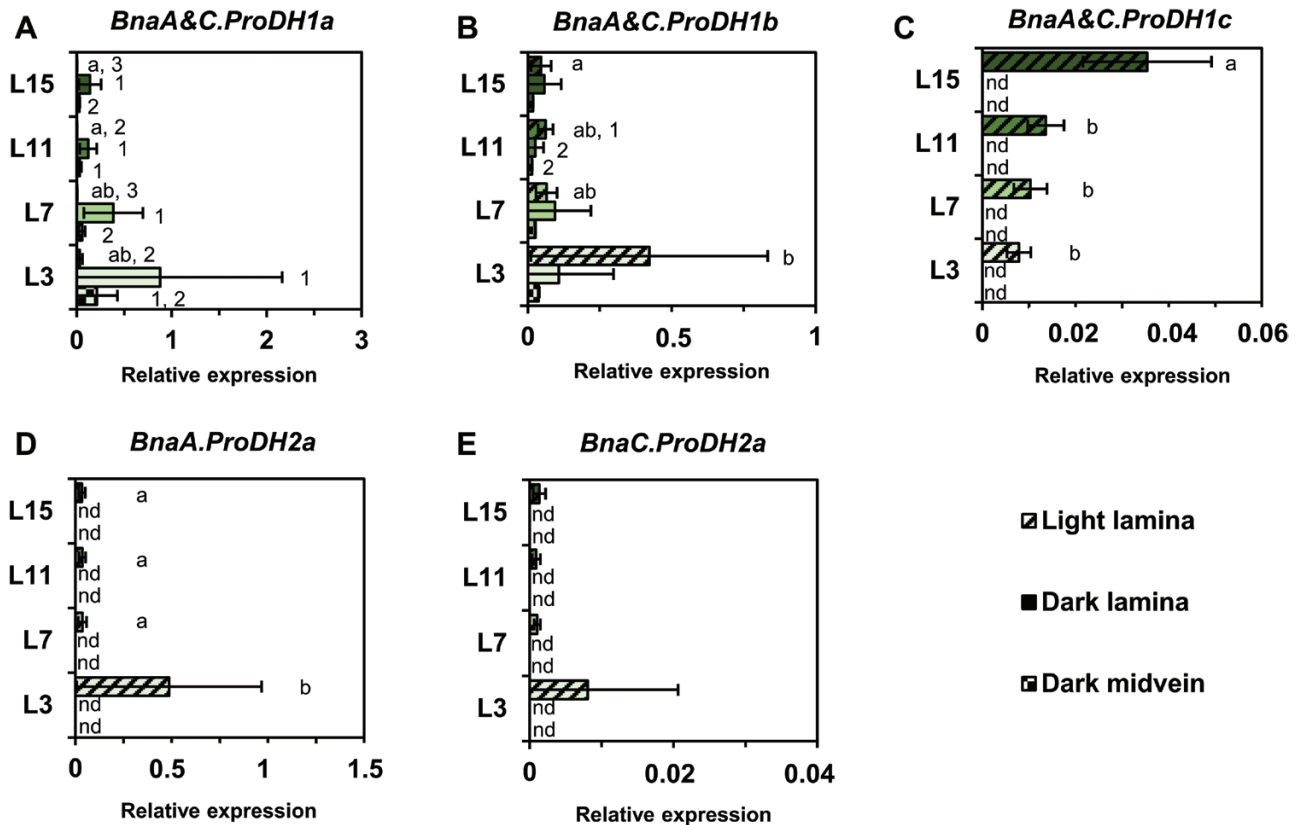 A BnaA&C.ProDH1a
L15
a, 3
1
2
L11
a, 2
1
1
L7
ab, 3
1
2
L3
ab, 2
1
1, 2
0 1 2 3
Relative expression
B BnaA&C.ProDH1b
L15
a
L11
ab, 1
2
2
L7
ab
L3
b
0 0.5 1
Relative expression
C BnaA&C.ProDH1c
L15
a
nd
nd
L11
b
nd
nd
L7
b
nd
nd
L3
b
nd
nd
0 0.02 0.04 0.06
Relative expression
D BnaA.ProDH2a
L15
a
nd
nd
L11
a
nd
nd
L7
a
nd
nd
L3
b
nd
nd
0 0.5 1 1.5
Relative expression
E BnaC.ProDH2a
L15
nd
nd
L11
nd
nd
L7
nd
nd
L3
nd
nd
0 0.02 0.04
Relative expression
Light lamina
Dark lamina
Dark midvein